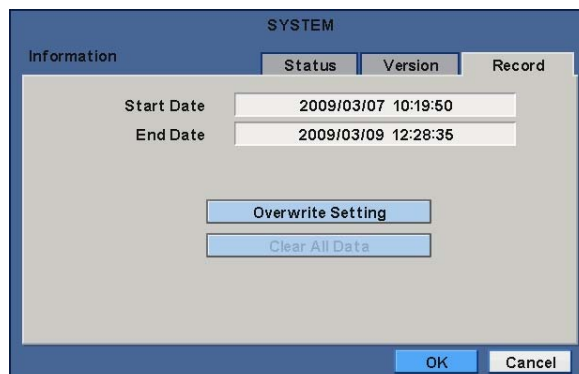 SYSTEM
Information
Status Version Record
Start Date 2009/03/07 10:19:50
End Date 2009/03/09 12:28:35
Overwrite Setting
Clear All Data
OK Cancel